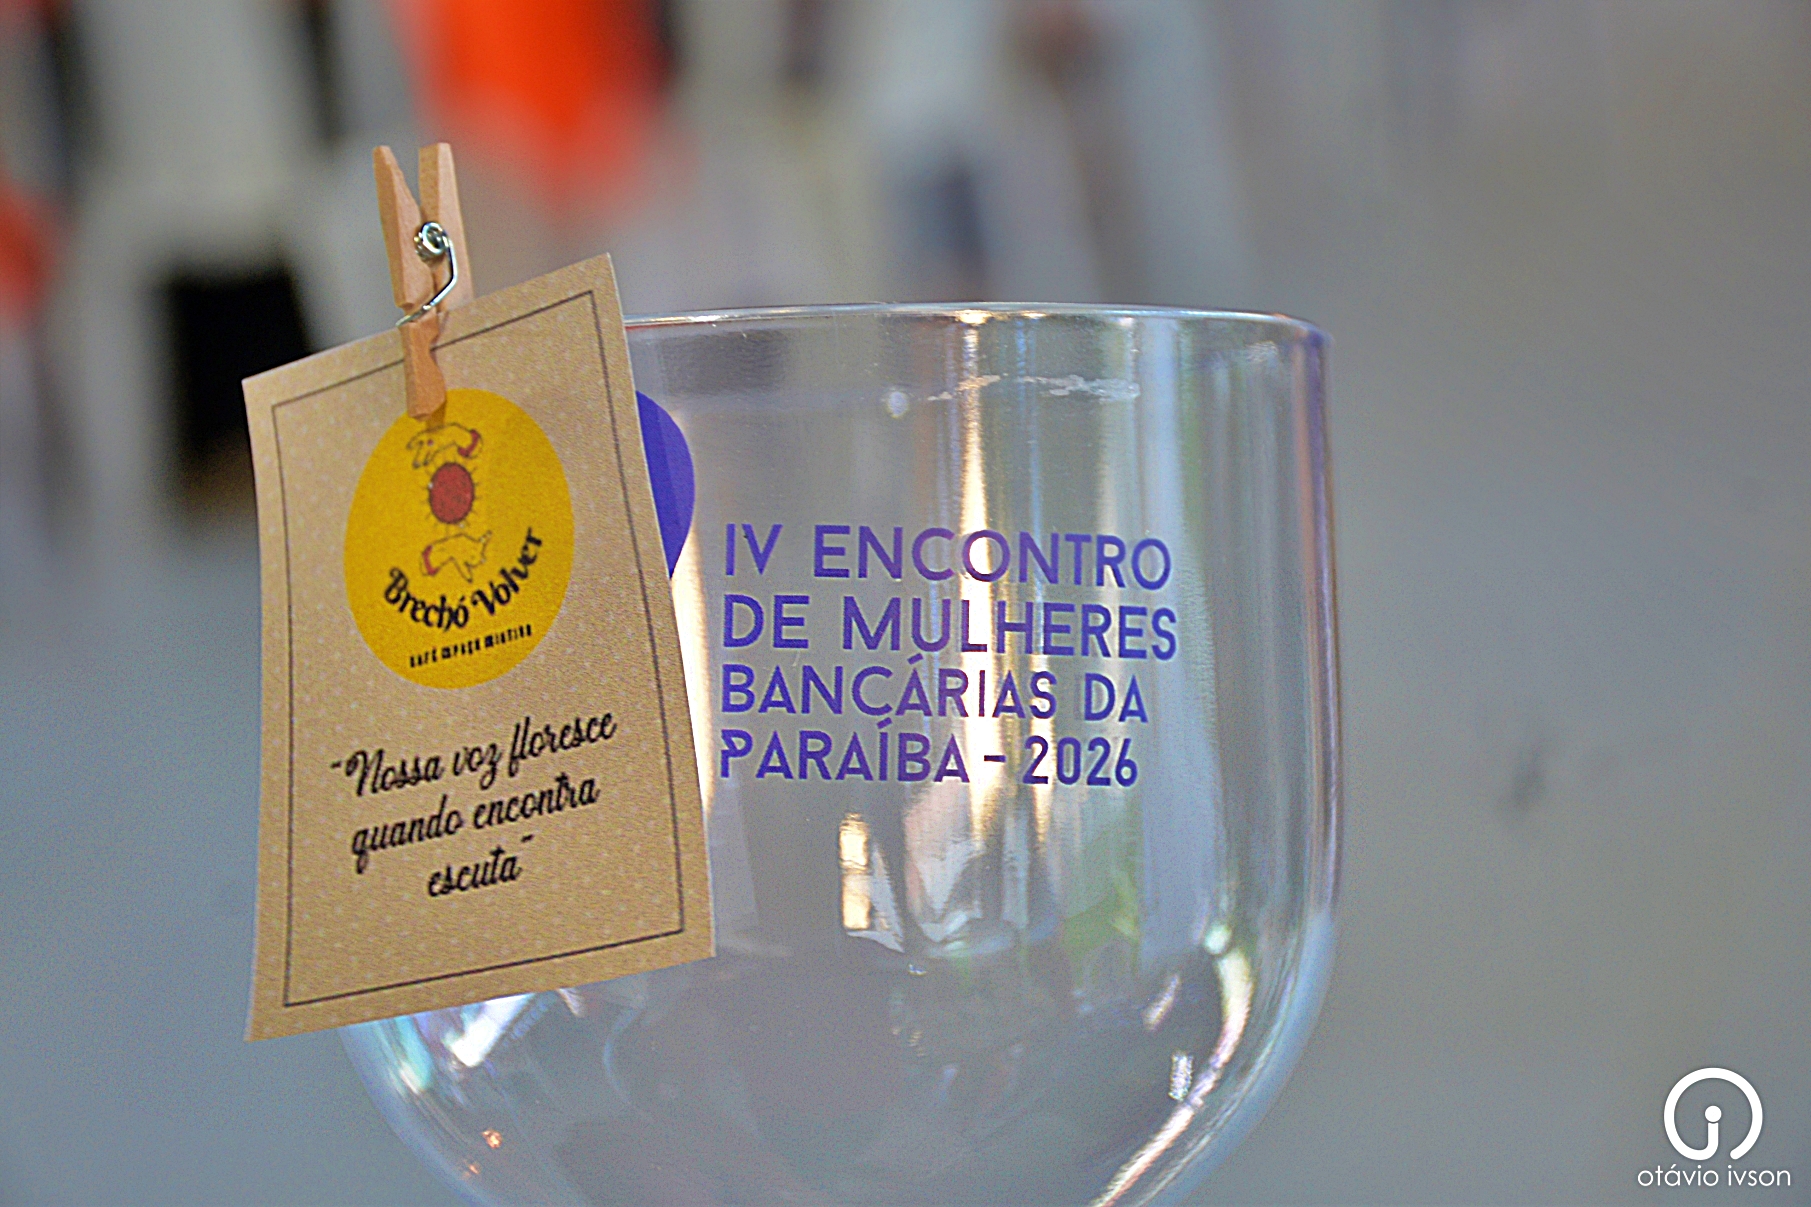 Brechó Volver
"Nossa voz floresce
quando encontra
escuta"
IV ENCONTRO
DE MULHERES
BANCÁRIAS DA
PARAÍBA - 2026
otávio ivson